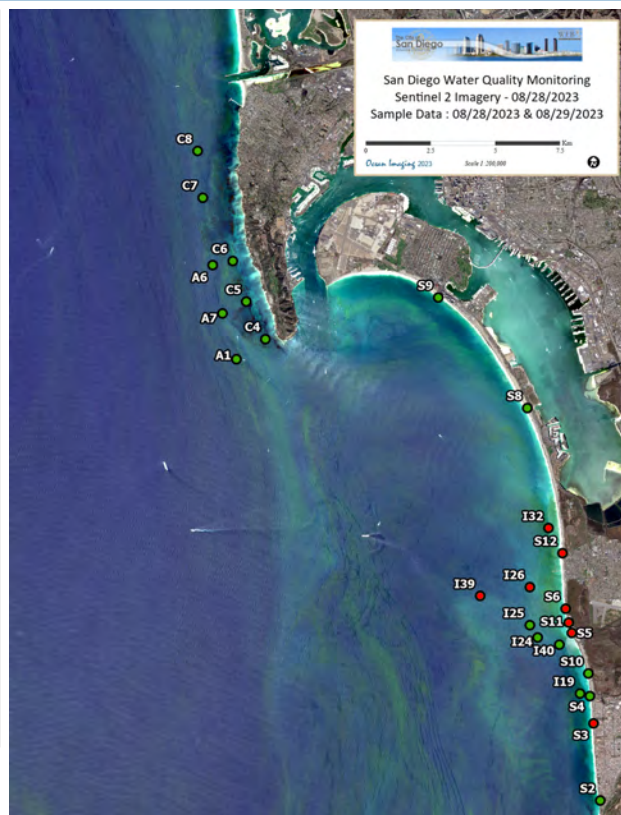 The City of
San Diego
San Diego Water Quality Monitoring
Sentinel 2 Imagery - 08/28/2023
Sample Data : 08/28/2023 & 08/29/2023
0 2.5 5 7.5 Km
Ocean Imaging 2023 Scale 1: 200,000
C8
C7
C6
A6
C5
S9
A7
C4
A1
S8
I32
S12
I26
I39
S6
I25
S11
S5
I24
I40
S10
I19
S4
S3
S2